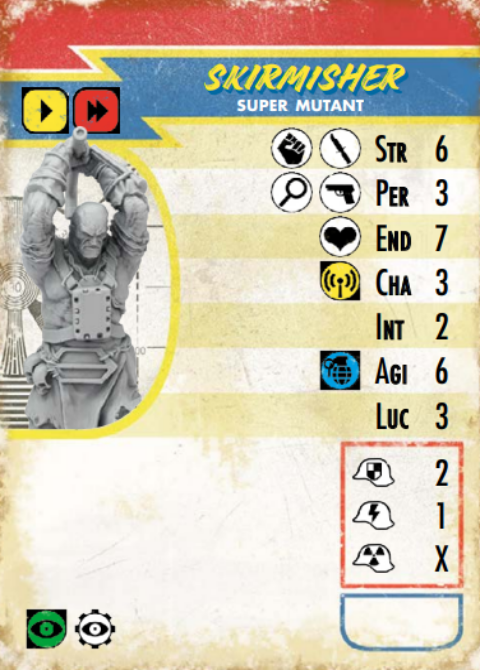 SKIRMISHER
SUPER MUTANT
STR 6
PER 3
END 7
CHA 3
INT 2
AGI 6
LUC 3
2
1
X